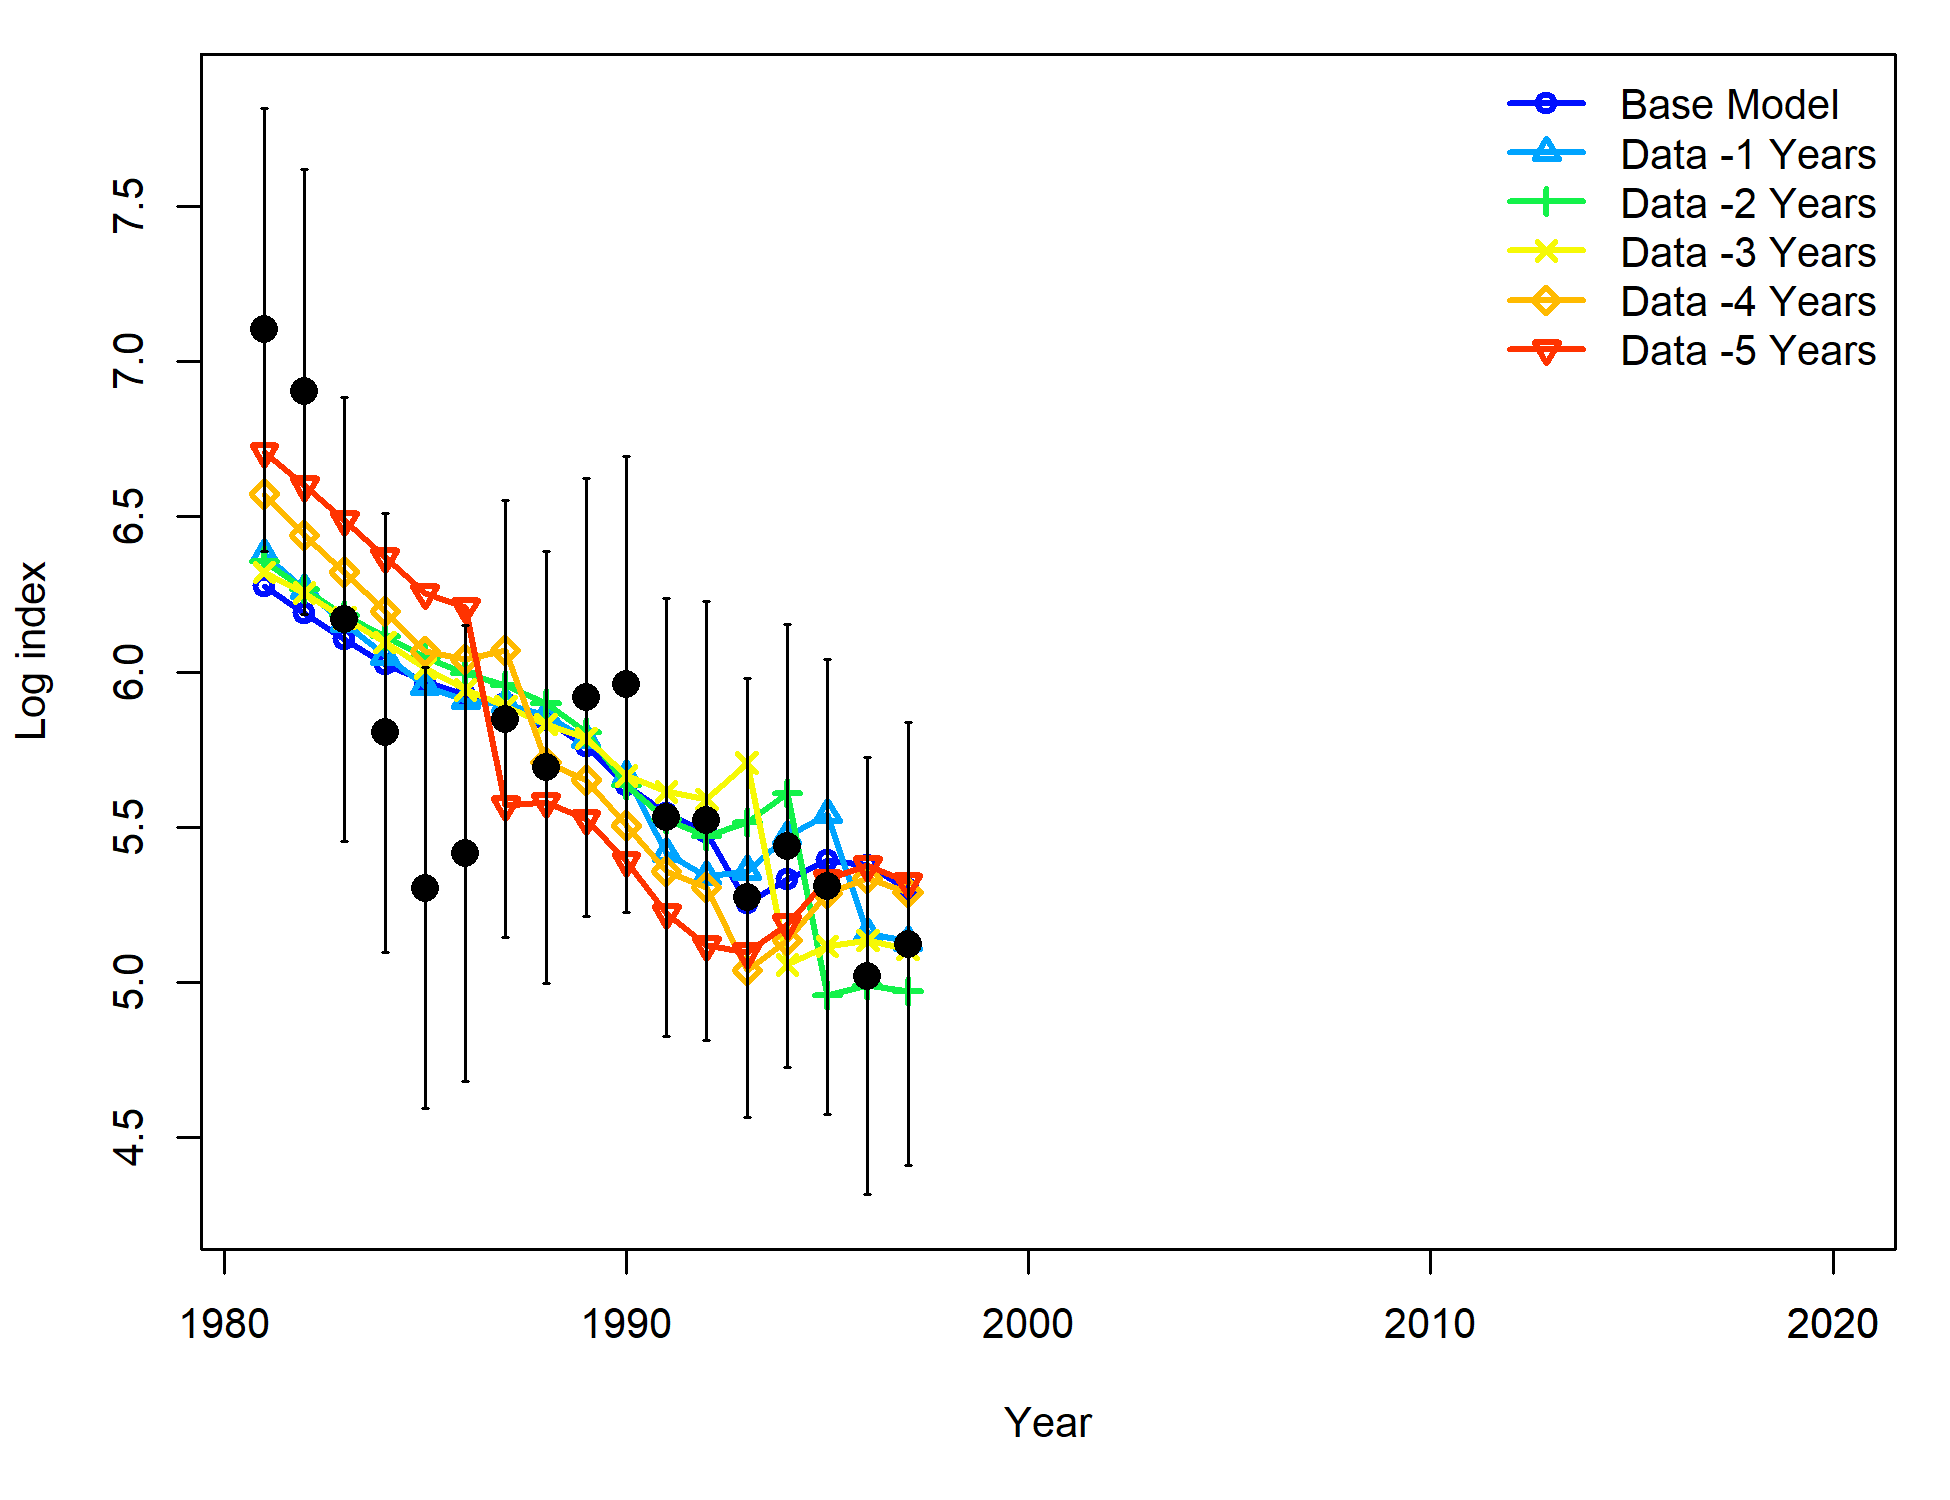 Base Model
Data -1 Years
Data -2 Years
Data -3 Years
Data -4 Years
Data -5 Years
7.5
7.0
6.5
6.0
5.5
5.0
4.5
Log index
1980 1990 2000 2010 2020
Year